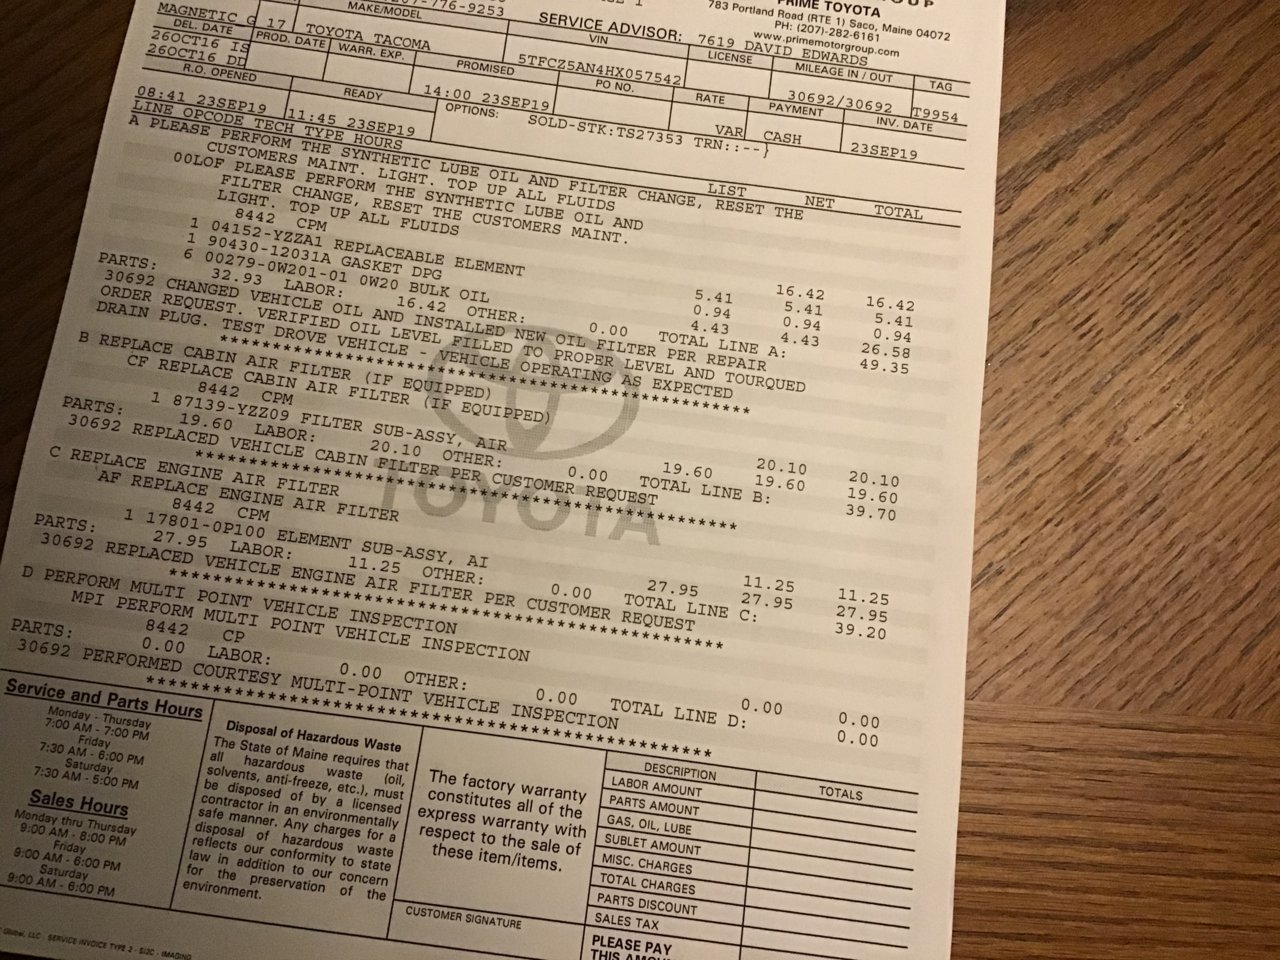 207-776-9253
PRIME TOYOTA
783 Portland Road (RTE 1) Saco, Maine 04072
PH: (207)-282-6161
www.primemotorgroup.com
SERVICE ADVISOR: 7619 DAVID EDWARDS
MAKE/MODEL VIN LICENSE MILEAGE IN / OUT TAG
MAGNETIC G 17 TOYOTA TACOMA 5TFCZ5AN4HX057542 30692/30692 T9954
DEL. DATE PROD. DATE WARR. EXP. PROMISED PO NO. RATE PAYMENT INV. DATE
26OCT16 IS
26OCT16 DD 14:00 23SEP19 VAR CASH 23SEP19
R.O. OPENED READY OPTIONS: SOLD-STK:TS27353 TRN::--}
08:41 23SEP19 11:45 23SEP19
LINE OPCODE TECH TYPE HOURS LIST NET TOTAL
A PLEASE PERFORM THE SYNTHETIC LUBE OIL AND FILTER CHANGE, RESET THE
CUSTOMERS MAINT. LIGHT. TOP UP ALL FLUIDS
00LOF PLEASE PERFORM THE SYNTHETIC LUBE OIL AND
FILTER CHANGE, RESET THE CUSTOMERS MAINT.
LIGHT. TOP UP ALL FLUIDS
8442 CPM 16.42 16.42
1 04152-YZZA1 REPLACEABLE ELEMENT 5.41 5.41 5.41
1 90430-12031A GASKET DPG 0.94 0.94 0.94
6 00279-0W201-01 0W20 BULK OIL 4.43 4.43 26.58
PARTS: 32.93 LABOR: 16.42 OTHER: 0.00 TOTAL LINE A: 49.35
30692 CHANGED VEHICLE OIL AND INSTALLED NEW OIL FILTER PER REPAIR
ORDER REQUEST. VERIFIED OIL LEVEL FILLED TO PROPER LEVEL AND TOURQUED
DRAIN PLUG. TEST DROVE VEHICLE - VEHICLE OPERATING AS EXPECTED
****************************************************
B REPLACE CABIN AIR FILTER (IF EQUIPPED)
CF REPLACE CABIN AIR FILTER (IF EQUIPPED)
8442 CPM 20.10 20.10
1 87139-YZZ09 FILTER SUB-ASSY, AIR 19.60 19.60 19.60
PARTS: 19.60 LABOR: 20.10 OTHER: 0.00 TOTAL LINE B: 39.70
30692 REPLACED VEHICLE CABIN FILTER PER CUSTOMER REQUEST
****************************************************
C REPLACE ENGINE AIR FILTER
AF REPLACE ENGINE AIR FILTER
8442 CPM 11.25 11.25
1 17801-0P100 ELEMENT SUB-ASSY, AI 27.95 27.95 27.95
PARTS: 27.95 LABOR: 11.25 OTHER: 0.00 TOTAL LINE C: 39.20
30692 REPLACED VEHICLE ENGINE AIR FILTER PER CUSTOMER REQUEST
****************************************************
D PERFORM MULTI POINT VEHICLE INSPECTION
MPI PERFORM MULTI POINT VEHICLE INSPECTION
8442 CP 0.00 0.00
PARTS: 0.00 LABOR: 0.00 OTHER: 0.00 TOTAL LINE D: 0.00
30692 PERFORMED COURTESY MULTI-POINT VEHICLE INSPECTION
****************************************************
TOYOTA
Service and Parts Hours
Monday - Thursday
7:00 AM - 7:00 PM
Friday
7:30 AM - 6:00 PM
Saturday
7:30 AM - 5:00 PM
Sales Hours
Monday thru Thursday
9:00 AM - 8:00 PM
Friday
9:00 AM - 6:00 PM
Saturday
9:00 AM - 6:00 PM
Disposal of Hazardous Waste
The State of Maine requires that
all hazardous waste (oil,
solvents, anti-freeze, etc.), must
be disposed of by a licensed
contractor in an environmentally
safe manner. Any charges for a
disposal of hazardous waste
reflects our conformity to state
law in addition to our concern
for the preservation of the
environment.
The factory warranty
constitutes all of the
express warranty with
respect to the sale of
these item/items.
CUSTOMER SIGNATURE
DESCRIPTION TOTALS
LABOR AMOUNT
PARTS AMOUNT
GAS, OIL, LUBE
SUBLET AMOUNT
MISC. CHARGES
TOTAL CHARGES
PARTS DISCOUNT
SALES TAX
PLEASE PAY
THIS
LLC SERVICE INVOICE TYPE 2 - SI2C - IMAGING